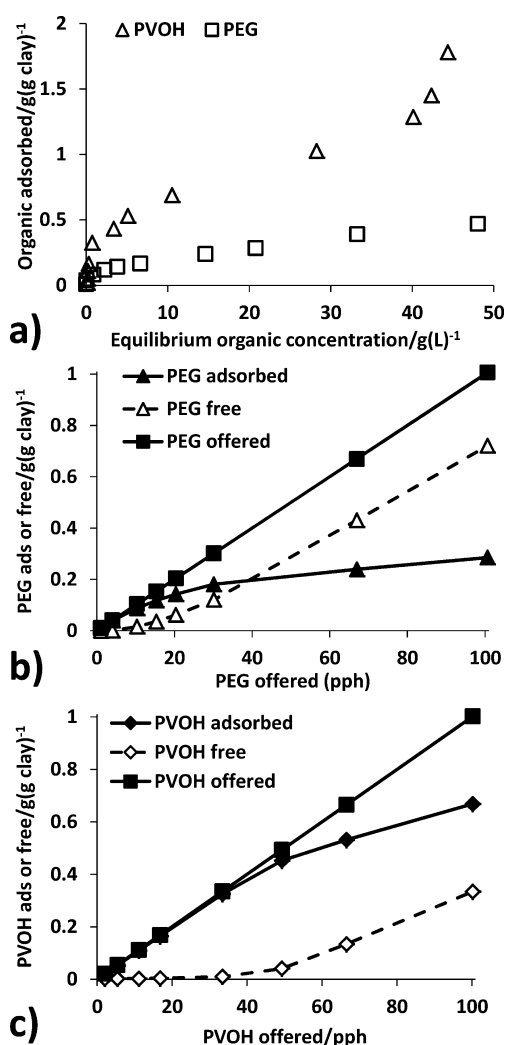 2
PVOH
PEG
1.5
1
0.5
0
0
10
20
30
40
50
Organic adsorbed/g(g clay)-1
Equilibrium organic concentration/g(L)-1
a)
1
PEG adsorbed
PEG free
PEG offered
0.8
0.6
0.4
0.2
0
0
20
40
60
80
100
PEG ads or free/g(g clay)-1
PEG offered (pph)
b)
1
PVOH adsorbed
PVOH free
PVOH offered
0.8
0.6
0.4
0.2
0
0
20
40
60
80
100
PVOH ads or free/g(g clay)-1
PVOH offered/pph
c)